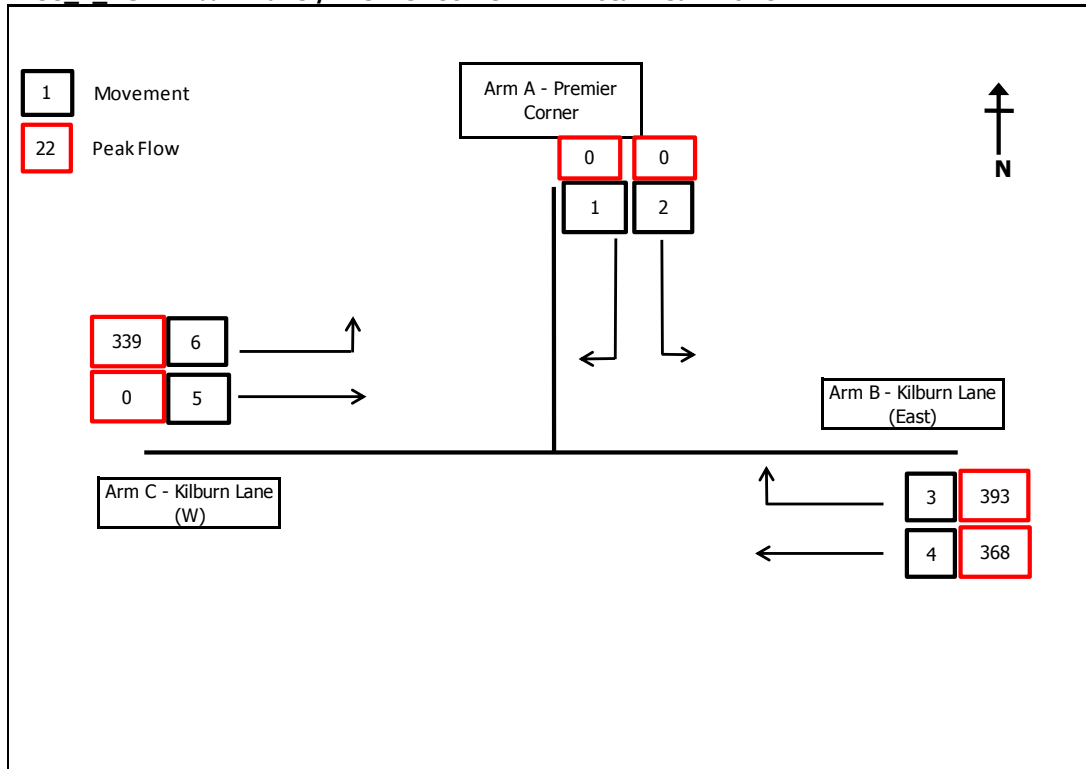 1 Movement
22 Peak Flow
Arm A - Premier
Corner
0 0
1 2
N
339 6
0 5
Arm B - Kilburn Lane
(East)
Arm C - Kilburn Lane
(W)
3 393
4 368